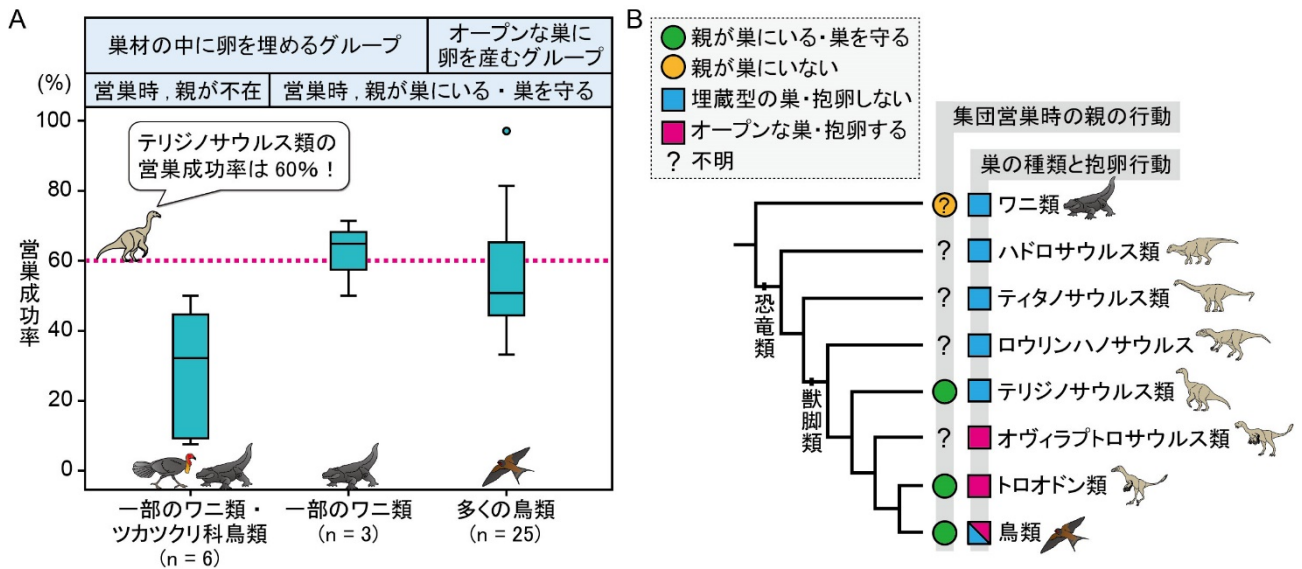 A
巣材の中に卵を埋めるグループ
オープンな巣に
卵を産むグループ
(%)
営巣時，親が不在
営巣時，親が巣にいる・巣を守る
100
80
60
40
20
0
営巣成功率
テリジノサウルス類の
営巣成功率は 60%！
一部のワニ類・
ツカツクリ科鳥類
(n = 6)
一部のワニ類
(n = 3)
多くの鳥類
(n = 25)
B
親が巣にいる・巣を守る
親が巣にいない
埋蔵型の巣・抱卵しない
オープンな巣・抱卵する
? 不明
集団営巣時の親の行動
巣の種類と抱卵行動
恐竜類
獣脚類
? ワニ類
? ハドロサウルス類
? ティタノサウルス類
? ロウリンハノサウルス
テリジノサウルス類
? オヴィラプトロサウルス類
トロオドン類
鳥類